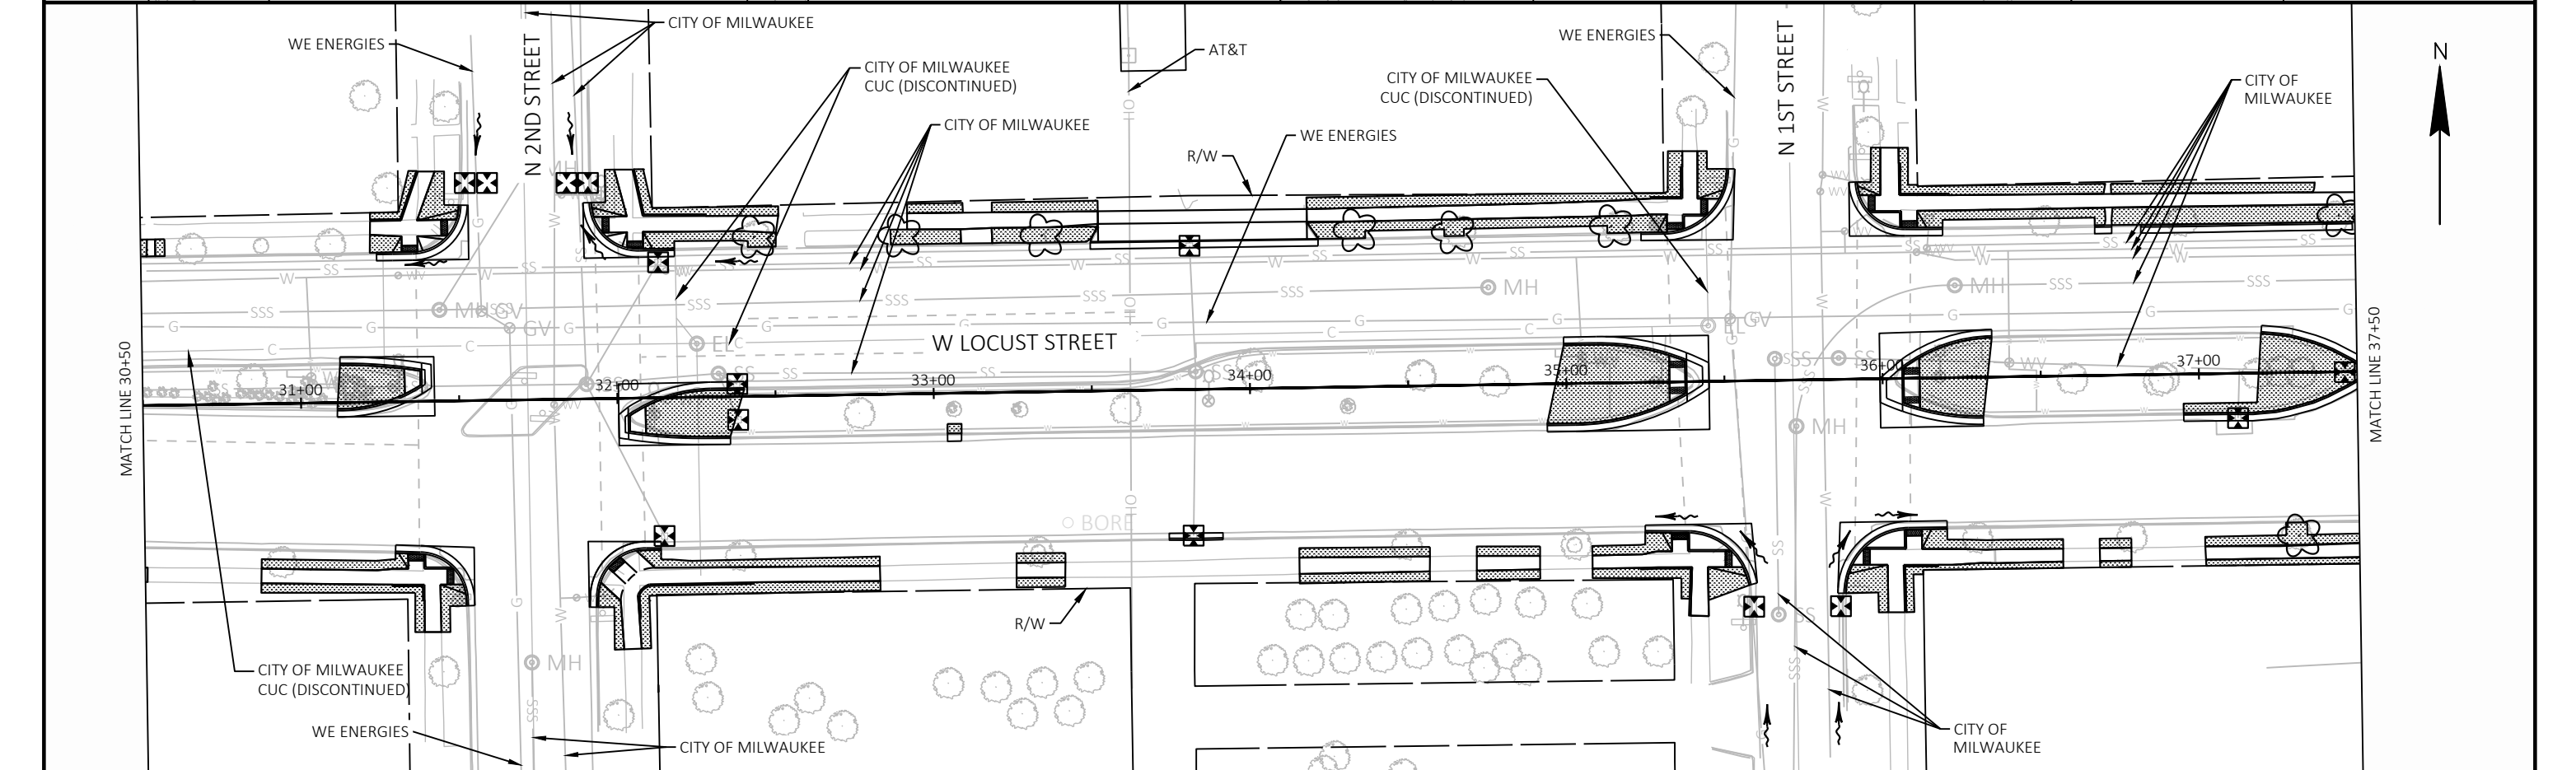 CITY OF MILWAUKEE
WE ENERGIES
N 2ND STREET
AT&T
CITY OF MILWAUKEE
CUC (DISCONTINUED)
CITY OF MILWAUKEE
WE ENERGIES
R/W
CITY OF MILWAUKEE
CUC (DISCONTINUED)
WE ENERGIES
N 1ST STREET
CITY OF
MILWAUKEE
N
MH
GV
GV
MH
MH
W LOCUST STREET
MATCH LINE 30+50
31+00
32+00
33+00
34+00
35+00
36+00
37+00
MATCH LINE 37+50
MH
BORE
R/W
CITY OF MILWAUKEE
CUC (DISCONTINUED)
MH
WE ENERGIES
CITY OF MILWAUKEE
SS
CITY OF
MILWAUKEE